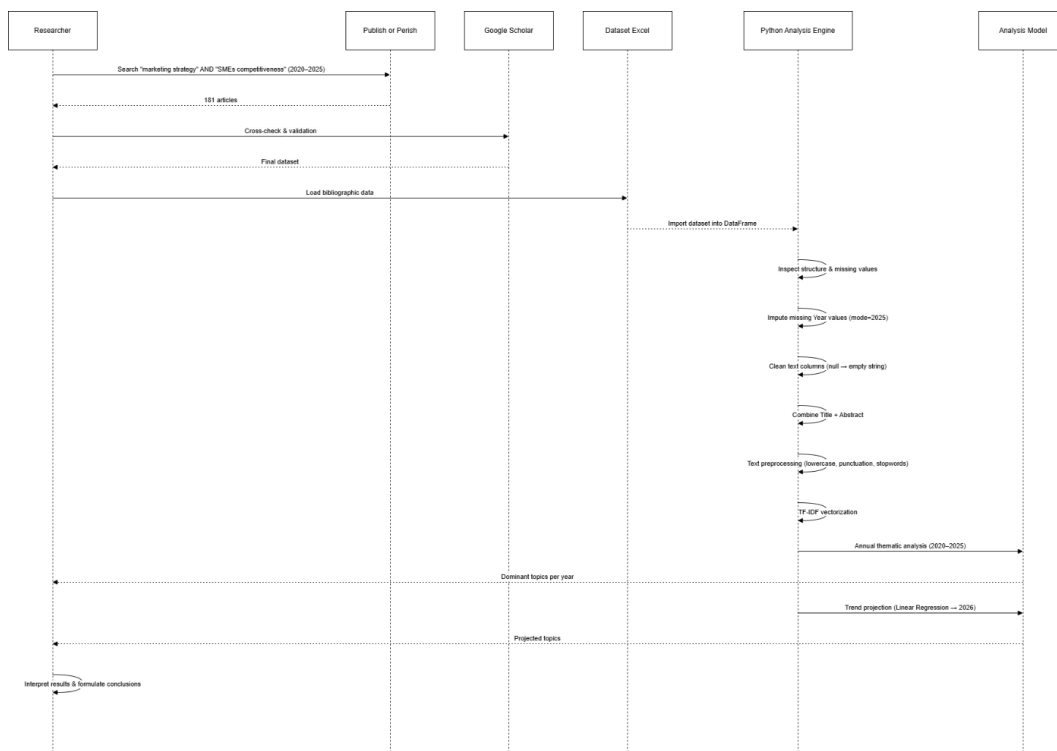 Researcher
Publish or Perish
Google Scholar
Dataset Excel
Python Analysis Engine
Analysis Model
Search "marketing strategy" AND "SMEs competitiveness" (2020–2025)
181 articles
Cross-check & validation
Final dataset
Load bibliographic data
Import dataset into DataFrame
Inspect structure & missing values
Impute missing Year values (mode=2025)
Clean text columns (null → empty string)
Combine Title + Abstract
Text preprocessing (lowercase, punctuation, stopwords)
TF-IDF vectorization
Annual thematic analysis (2020–2025)
Dominant topics per year
Trend projection (Linear Regression → 2026)
Projected topics
Interpret results & formulate conclusions